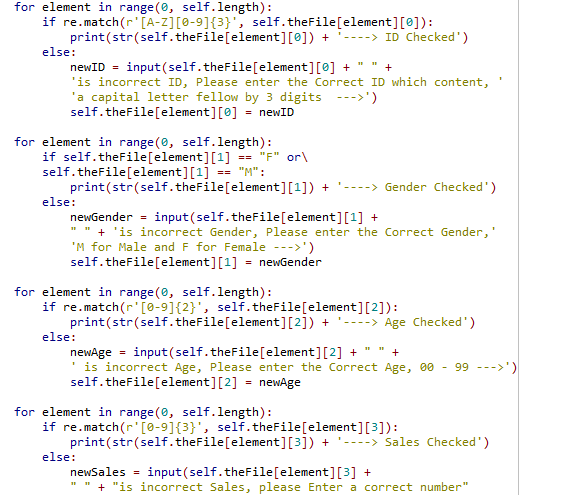 for element in range(0, self.length):
    if re.match(r'[A-Z][0-9]{3}', self.theFile[element][0]):
        print(str(self.theFile[element][0]) + '----> ID Checked')
    else:
        newID = input(self.theFile[element][0] + " " +
        'is incorrect ID, Please enter the Correct ID which content, '
        'a capital letter fellow by 3 digits  --->')
        self.theFile[element][0] = newID

for element in range(0, self.length):
    if self.theFile[element][1] == "F" or\
    self.theFile[element][1] == "M":
        print(str(self.theFile[element][1]) + '----> Gender Checked')
    else:
        newGender = input(self.theFile[element][1] +
        " " + 'is incorrect Gender, Please enter the Correct Gender,'
        'M for Male and F for Female --->')
        self.theFile[element][1] = newGender

for element in range(0, self.length):
    if re.match(r'[0-9]{2}', self.theFile[element][2]):
        print(str(self.theFile[element][2]) + '----> Age Checked')
    else:
        newAge = input(self.theFile[element][2] + " " +
        ' is incorrect Age, Please enter the Correct Age, 00 - 99 --->')
        self.theFile[element][2] = newAge

for element in range(0, self.length):
    if re.match(r'[0-9]{3}', self.theFile[element][3]):
        print(str(self.theFile[element][3]) + '----> Sales Checked')
    else:
        newSales = input(self.theFile[element][3] +
        " " + "is incorrect Sales, please Enter a correct number"